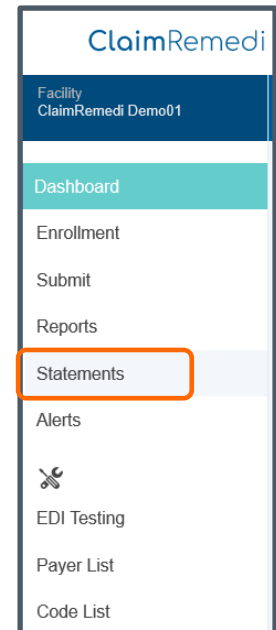 ClaimRemedi
Facility
ClaimRemedi Demo01
Dashboard
Enrollment
Submit
Reports
Statements
Alerts
EDI Testing
Payer List
Code List